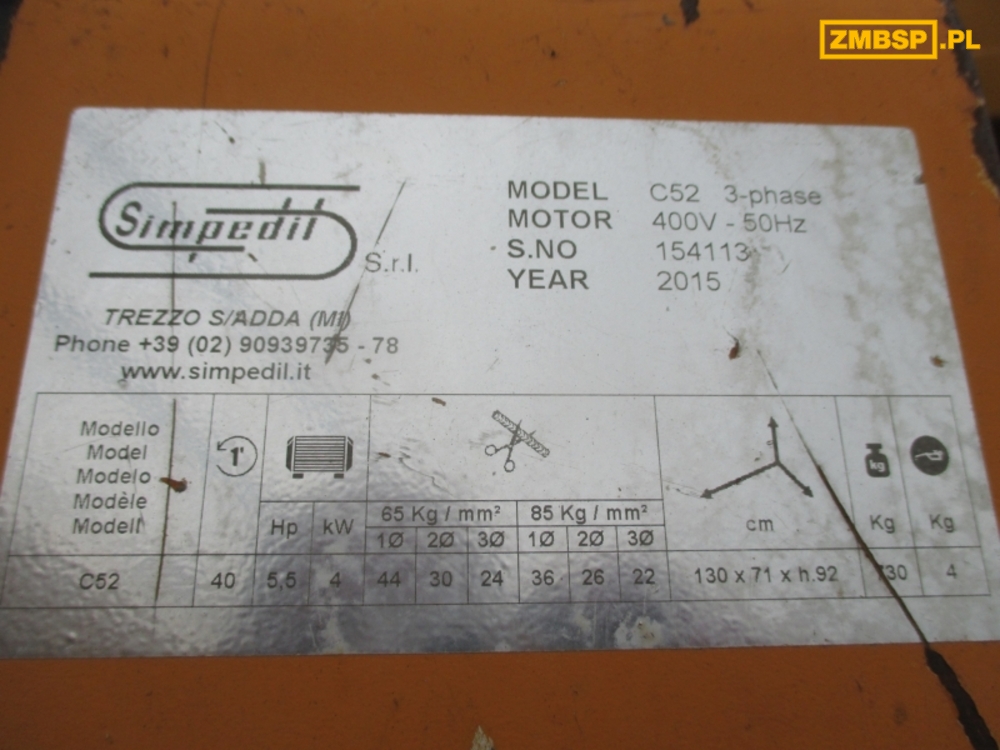 ZMBSP.PL
Simpedil S.r.l.
TREZZO S/ADDA (MI)
Phone +39 (02) 90939735 - 78
www.simpedil.it
MODEL C52 3-phase
MOTOR 400V - 50Hz
S.NO 154113
YEAR 2015
Modello
Model
Modelo
Modèle
Modell
1'
kg
Hp kW 65 Kg / mm² 85 Kg / mm² cm Kg Kg
1Ø 2Ø 3Ø 1Ø 2Ø 3Ø
C52 40 5,5 4 44 30 24 36 26 22 130 x 71 x h.92 730 4